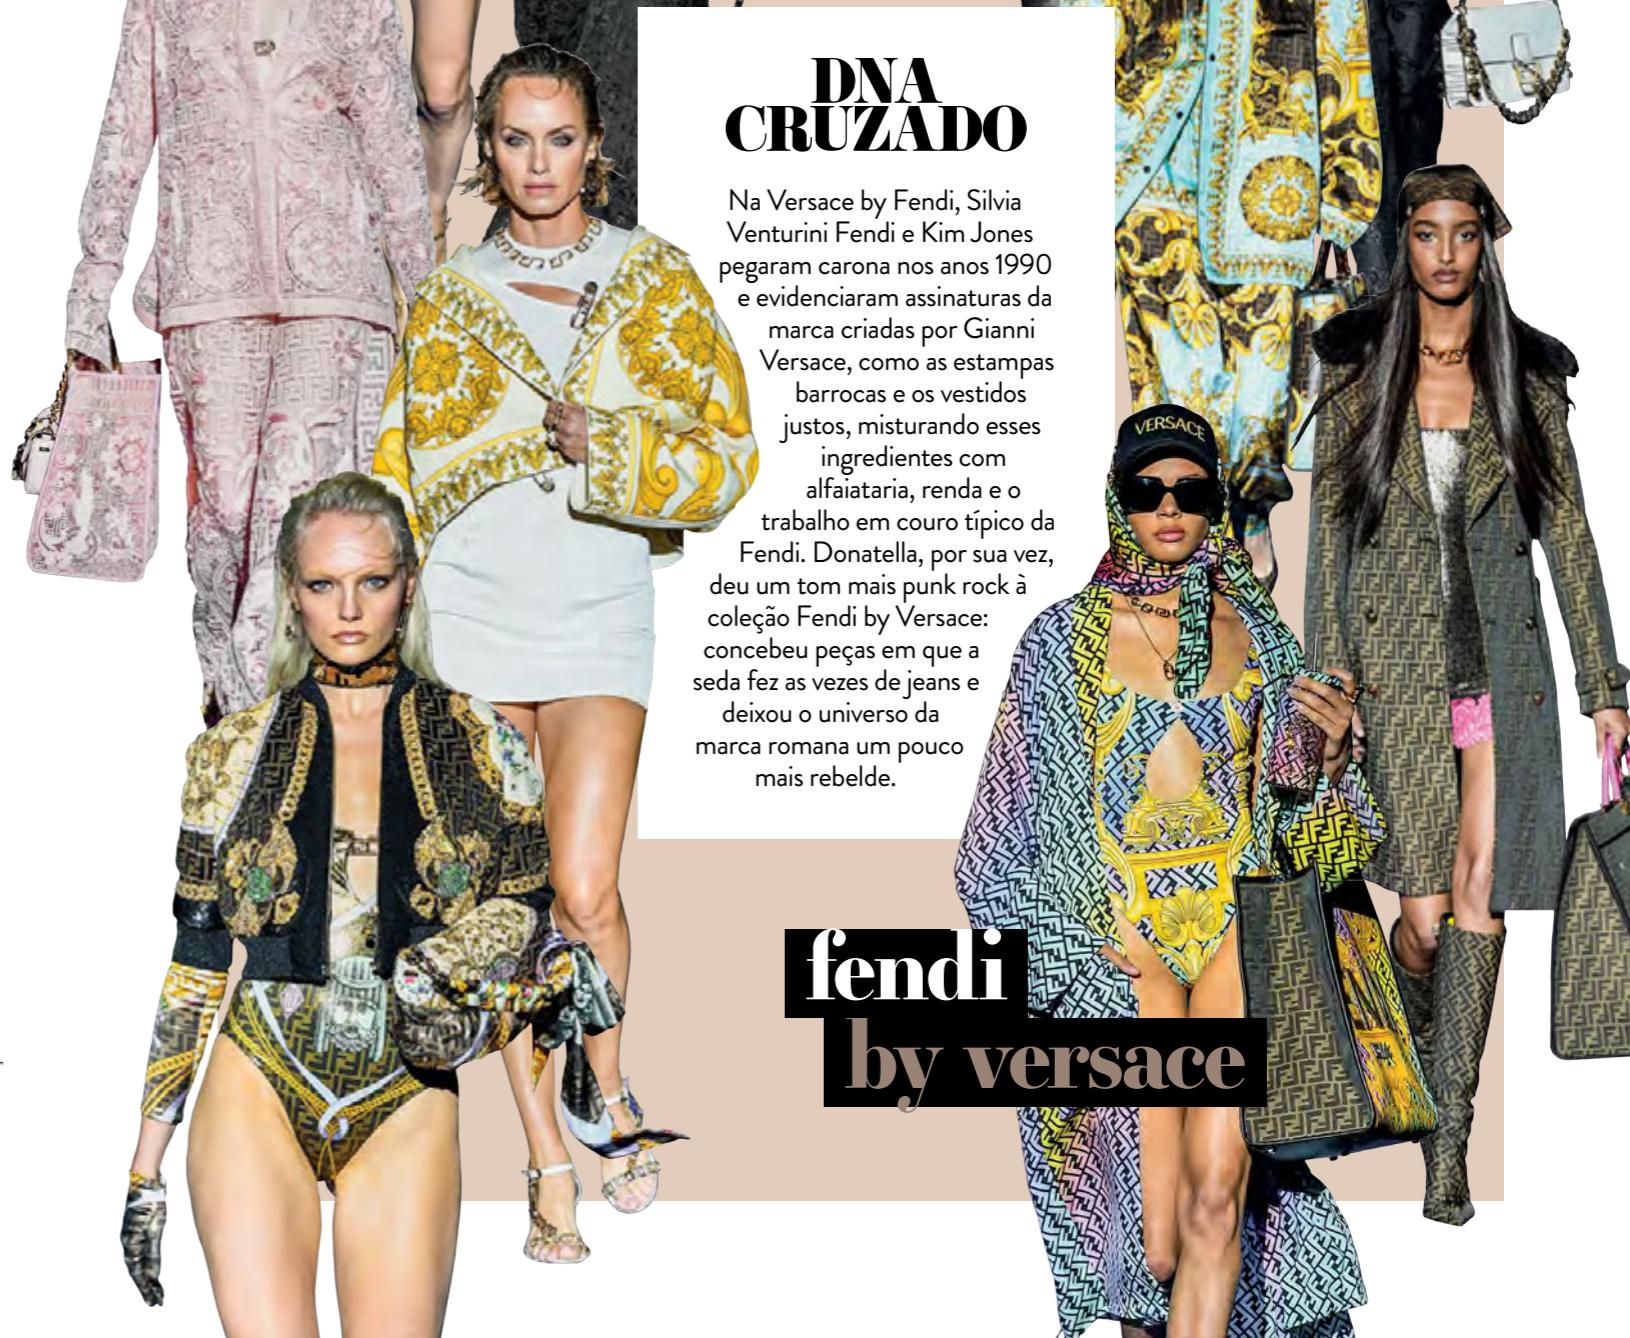 DNA
CRUZADO
Na Versace by Fendi, Silvia
Venturini Fendi e Kim Jones
pegaram carona nos anos 1990
e evidenciaram assinaturas da
marca criadas por Gianni
Versace, como as estampas
barrocas e os vestidos
justos, misturando esses
ingredientes com
alfaiataria, renda e o
trabalho em couro típico da
Fendi. Donatella, por sua vez,
deu um tom mais punk rock à
coleção Fendi by Versace:
concebeu peças em que a
seda fez as vezes de jeans e
deixou o universo da
marca romana um pouco
mais rebelde.
VERSACE
fendi
by versace